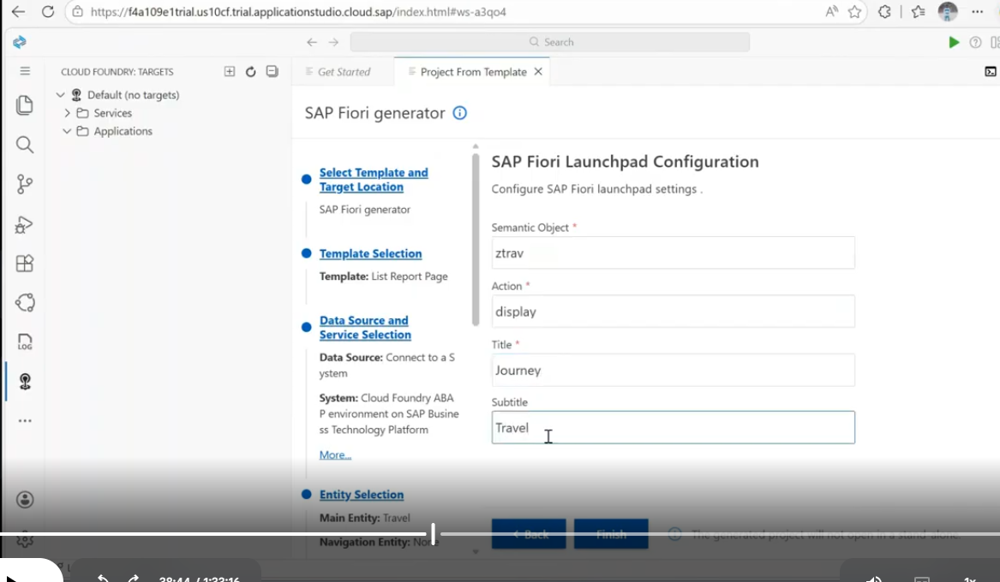 https://f4a109e1trial.us10cf.trial.applicationstudio.cloud.sap/index.html#ws-a3qo4
Search
CLOUD FOUNDRY: TARGETS
Get Started
Project From Template
Default (no targets)
Services
Applications
SAP Fiori generator
Select Template and
Target Location
SAP Fiori generator
Template Selection
Template: List Report Page
Data Source and
Service Selection
Data Source: Connect to a S
ystem
System: Cloud Foundry ABA
P environment on SAP Busine
ss Technology Platform
More...
Entity Selection
Main Entity: Travel
Navigation Entity: None
SAP Fiori Launchpad Configuration
Configure SAP Fiori launchpad settings .
Semantic Object *
ztrav
Action *
display
Title *
Journey
Subtitle
Travel
< Back
Finish
The generated project will not open in a stand-alone.
LOG
38:44 / 1:22:16
1x